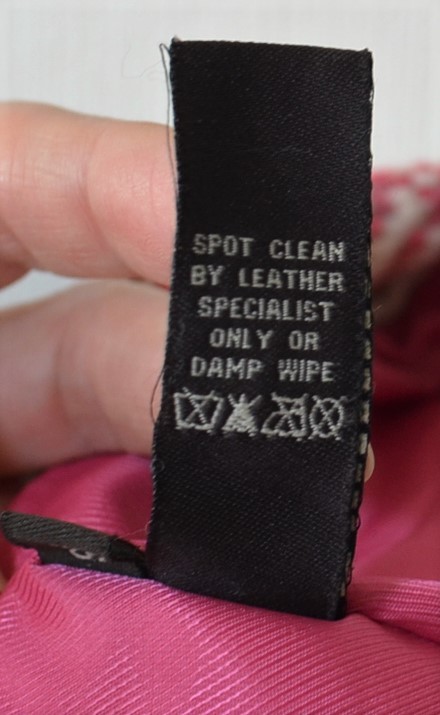 SPOT CLEAN
BY LEATHER
SPECIALIST
ONLY OR
DAMP WIPE